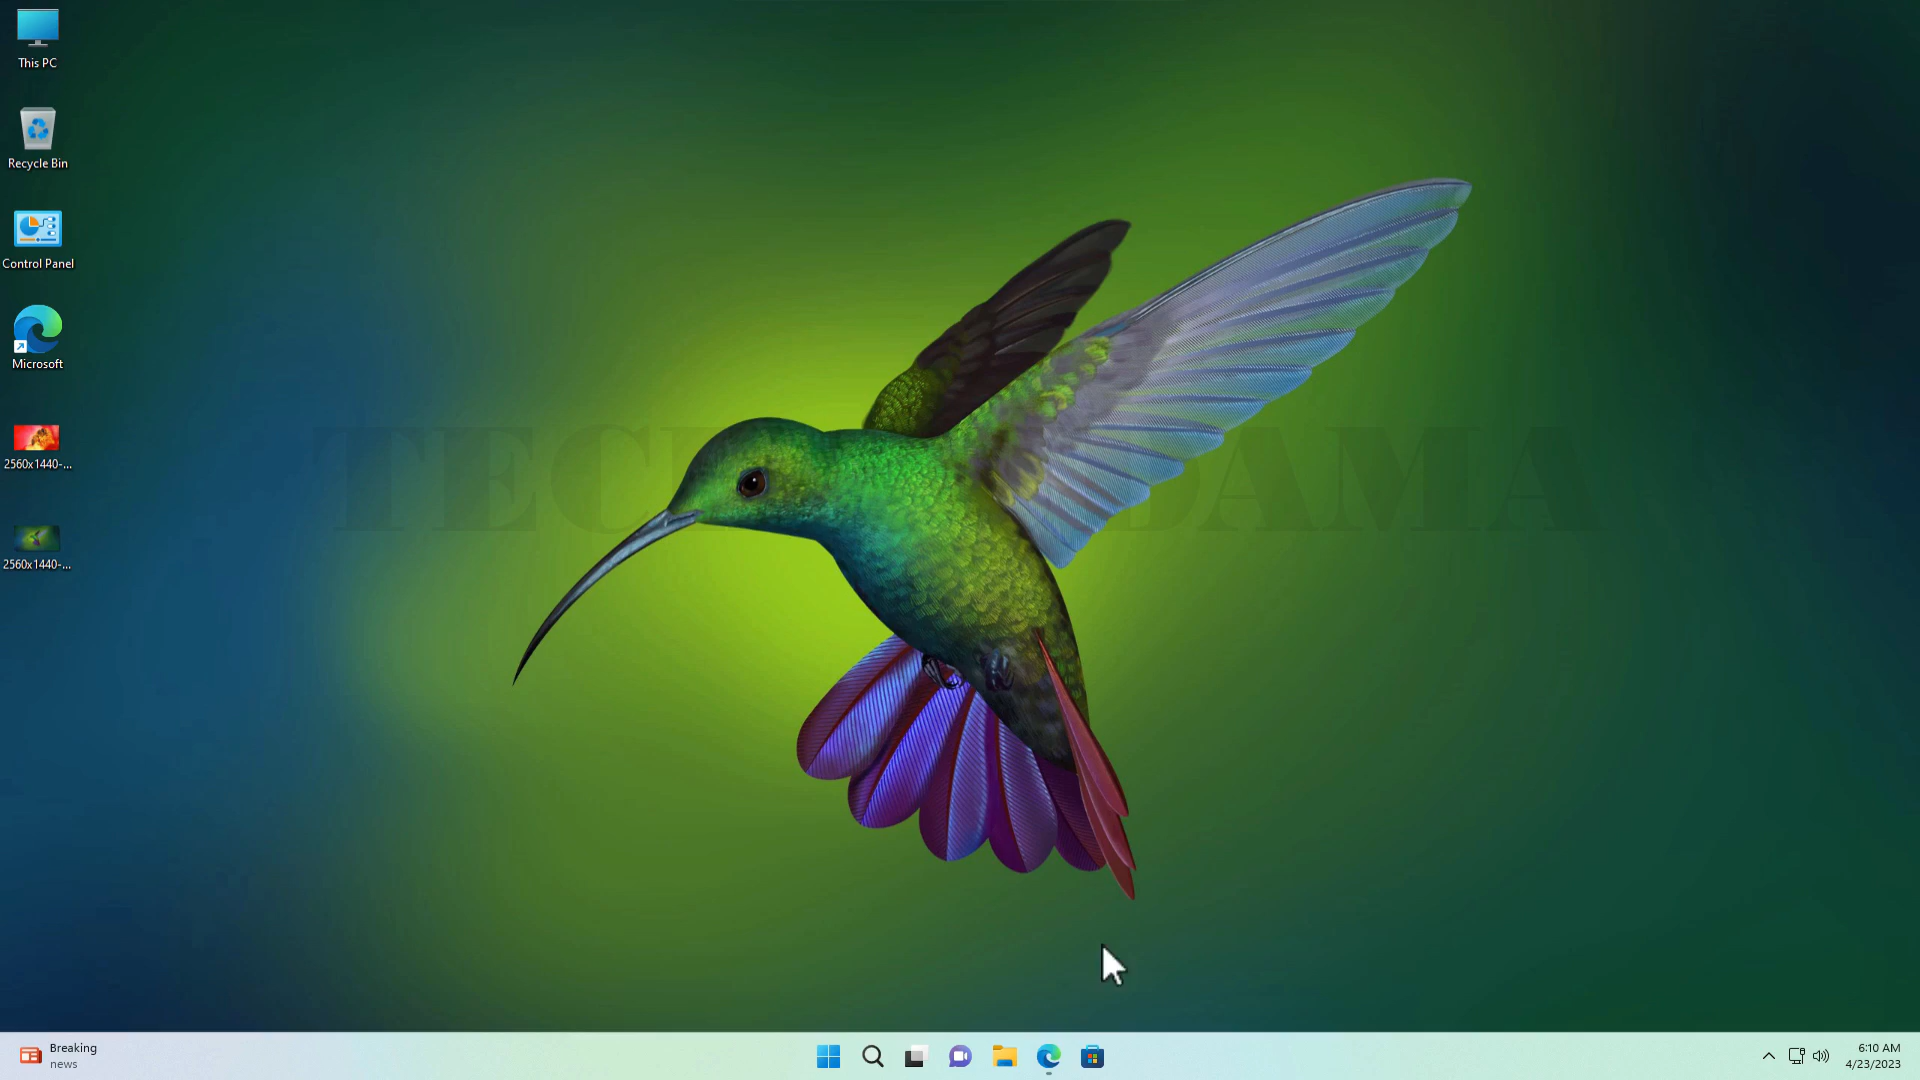 This PC
Recycle Bin
Control Panel
Microsoft
2560x1440-...
2560x1440-...
Breaking
news
6:10 AM
4/23/2023